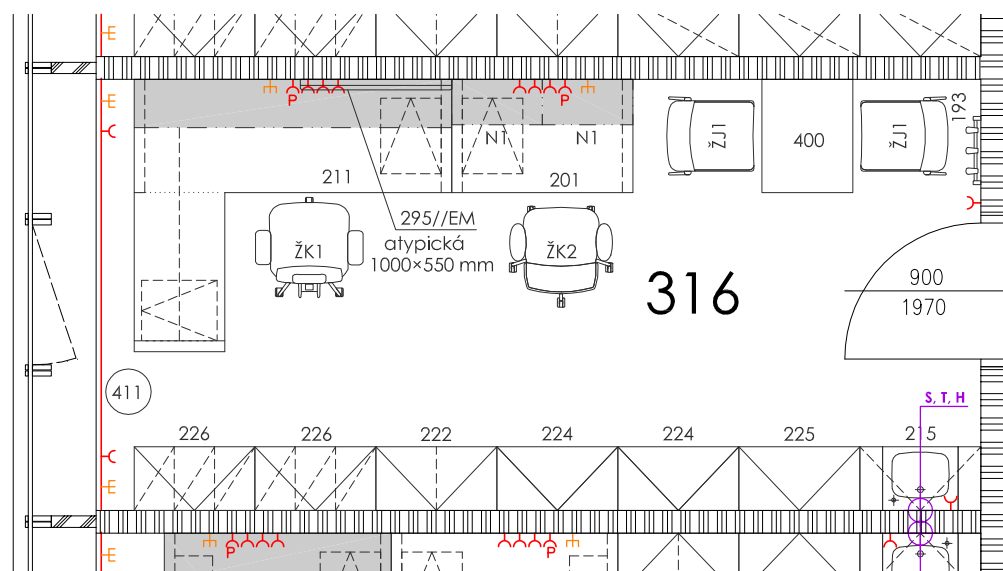 P
P
193
N1
N1
ŽJ1
400
ŽJ1
211
201
295//EM
atypická
1000×550 mm
ŽK1
ŽK2
316
900
1970
411
S, T, H
226
226
222
224
224
225
215
P
P